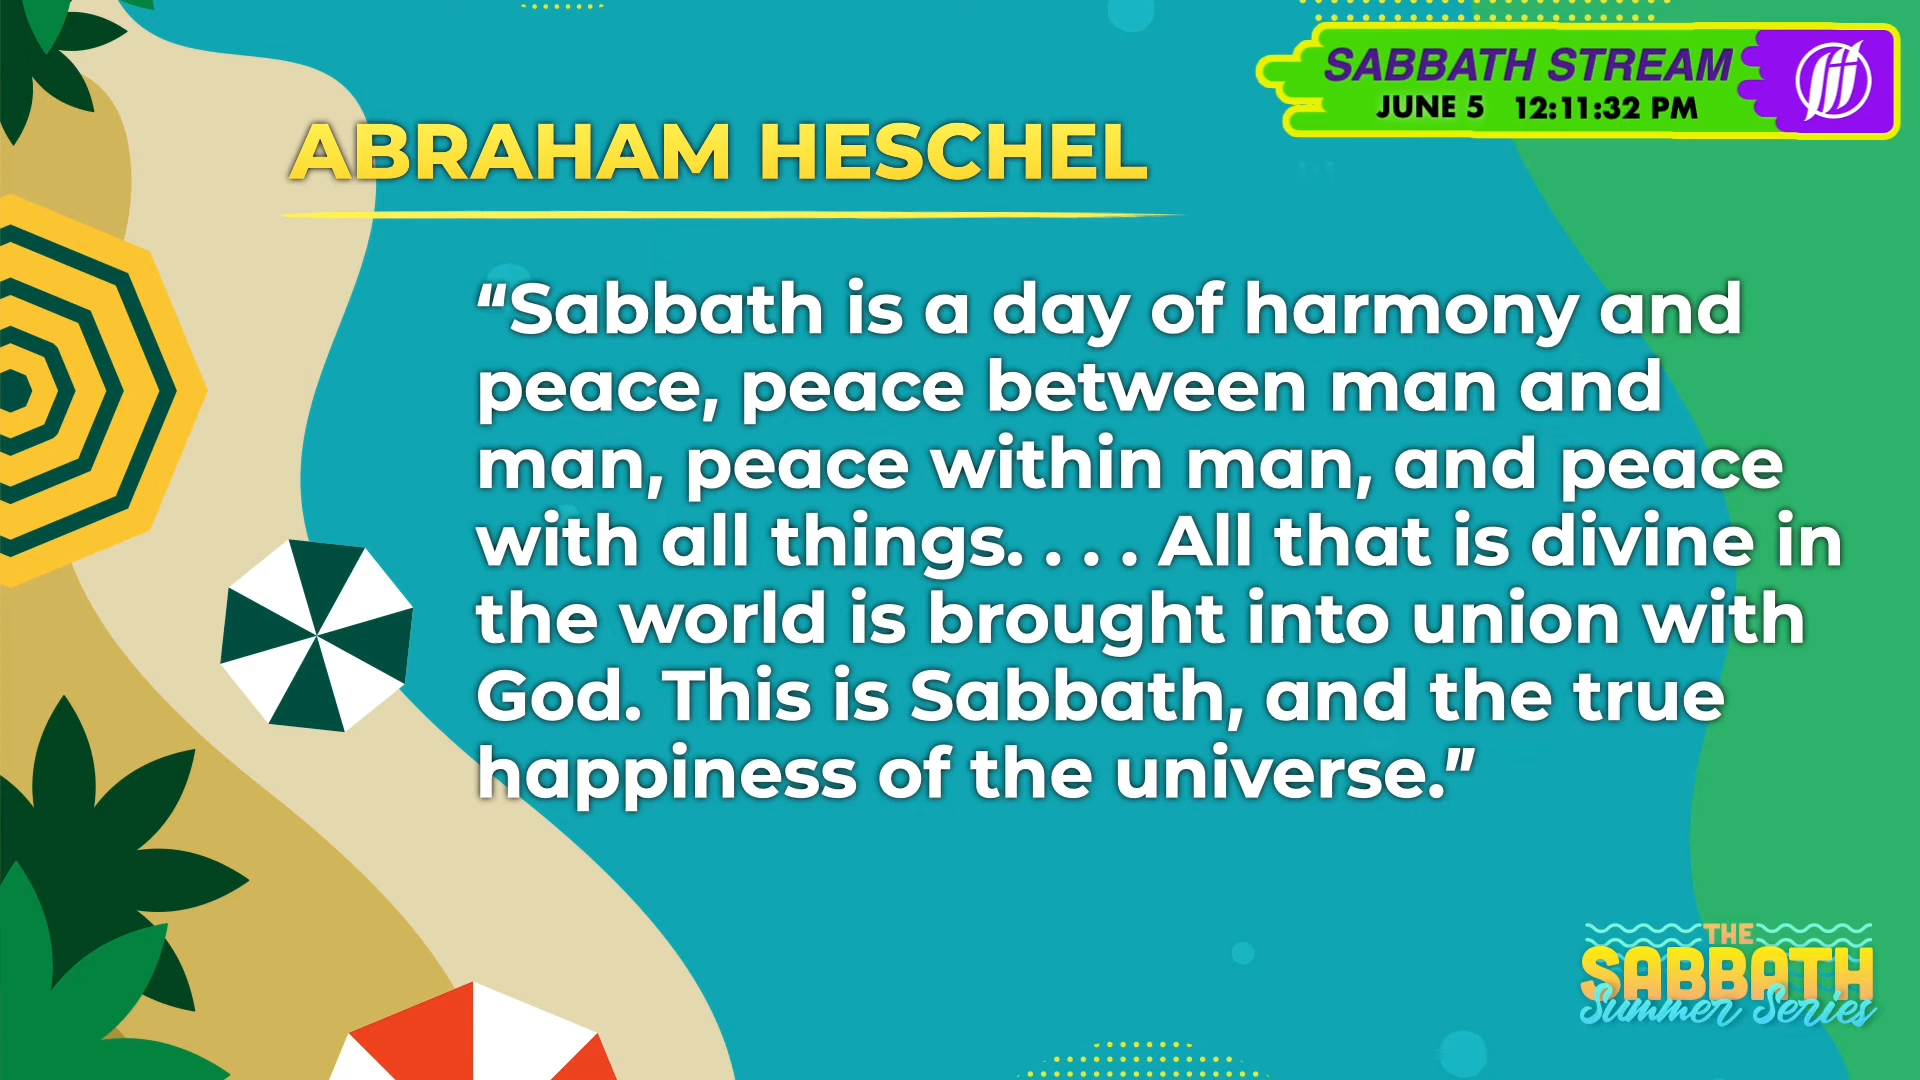 SABBATH STREAM
JUNE 5 12:11:32 PM
ABRAHAM HESCHEL
“Sabbath is a day of harmony and
peace, peace between man and
man, peace within man, and peace
with all things. . . . All that is divine in
the world is brought into union with
God. This is Sabbath, and the true
happiness of the universe.”
THE
SABBATH
Summer Series